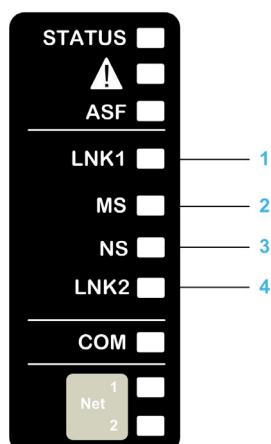 STATUS
ASF
LNK1 1
MS 2
NS 3
LNK2 4
COM
1
Net
2